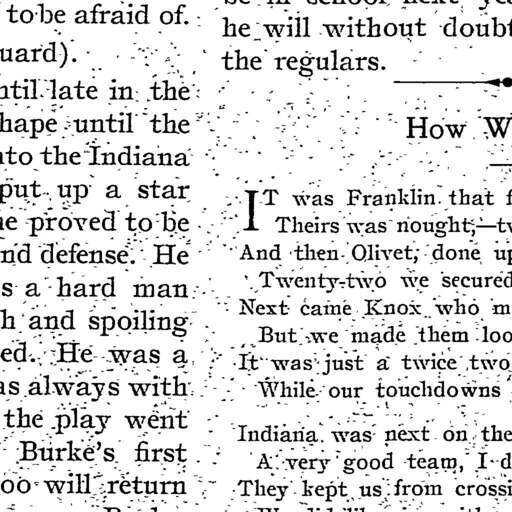 to be afraid of.
uard).
ntil late in the
hape until the
nto the Indiana
put up a star
he proved to be
nd defense. He
s a hard man
h and spoiling
ed. He was a
as always with
the play went
Burke's first
oo will return
be in school next
he will without doubt
the regulars.
How W
IT was Franklin that f
Theirs was nought,—tw
And then Olivet, done up
Twenty-two we secured
Next came Knox who m
But we made them loo
It was just a twice two
While our touchdowns
Indiana was next on the
A very good team, I d
They kept us from crossi